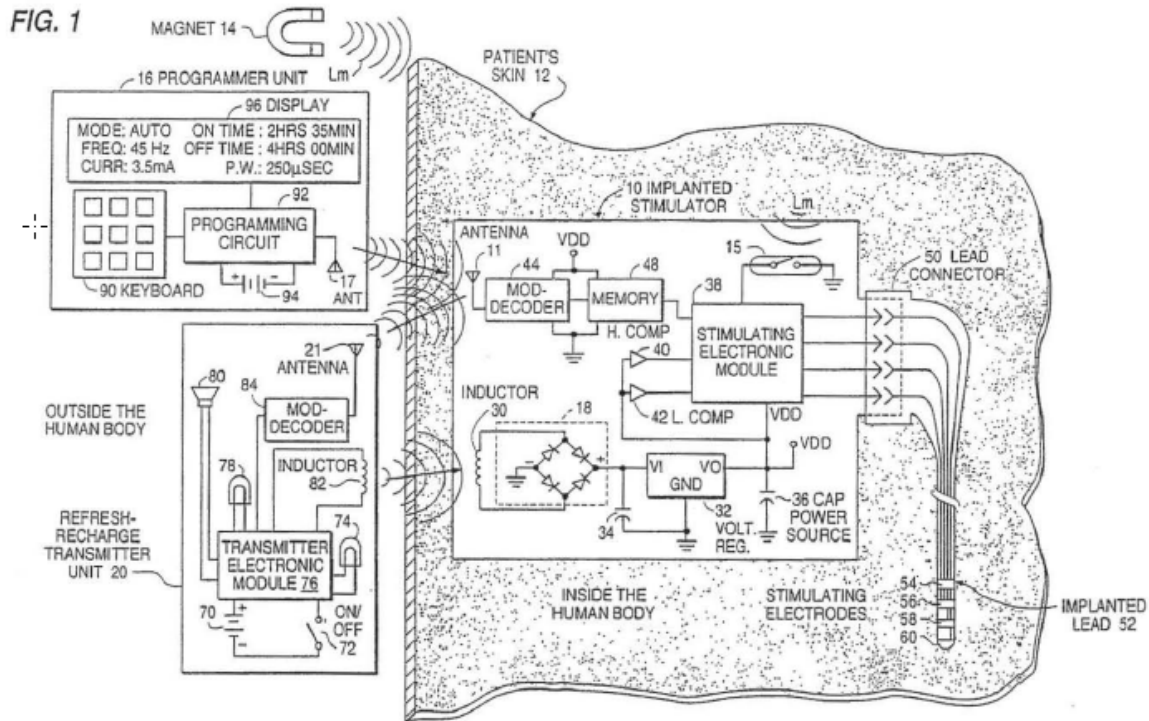 FIG. 1
MAGNET 14
Lm
16 PROGRAMMER UNIT
96 DISPLAY
MODE: AUTO ON TIME : 2HRS 35MIN
FREQ: 45 Hz OFF TIME : 4HRS 00MIN
CURR: 3.5mA P.W.: 250µSEC
92
PROGRAMMING
CIRCUIT
90 KEYBOARD
+ -
94
17
ANT
PATIENT'S
SKIN 12
10 IMPLANTED
STIMULATOR
Lm
ANTENNA
11
VDD
15
44
48
38
50 LEAD
CONNECTOR
MOD-
DECODER
MEMORY
H. COMP
STIMULATING
ELECTRONIC
MODULE
40
42 L. COMP
VDD
INDUCTOR
30
18
- +
VI VO
GND
VDD
34
32
VOLT.
REG.
36 CAP
POWER
SOURCE
21
ANTENNA
80
84
MOD-
DECODER
OUTSIDE THE
HUMAN BODY
78
INDUCTOR
82
74
REFRESH-
RECHARGE
TRANSMITTER
UNIT 20
TRANSMITTER
ELECTRONIC
MODULE 76
70
+
-
ON/
OFF
72
INSIDE THE
HUMAN BODY
STIMULATING
ELECTRODES
54
56
58
60
IMPLANTED
LEAD 52